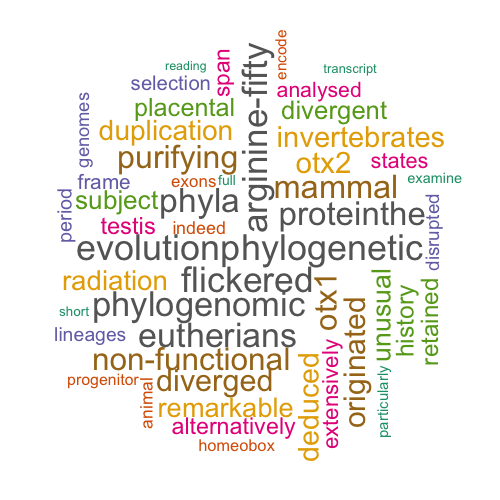 reading
encode
transcript
span
selection
analysed
genomes
placental
arginine-fifty
divergent
duplication
invertebrates
purifying
otx2
states
frame
exons
full
mammal
examine
period
subject
phyla
proteinthe
testis
indeed
disrupted
evolutionphylogenetic
radiation
flickered
otx1
unusual
history
retained
short
phylogenomic
originated
lineages
eutherians
non-functional
progenitor
diverged
deduced
extensively
particularly
animal
remarkable
alternatively
homeobox